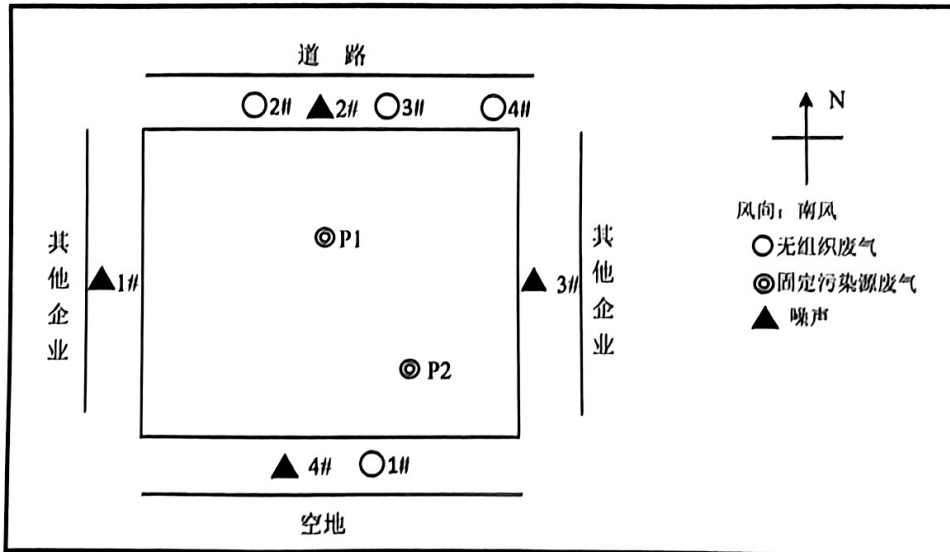 道 路
○2# ▲2# ○3# ○4#
N
风向：南风
○无组织废气
◎固定污染源废气
▲ 噪声
其他企业
▲1#
◎P1
◎P2
▲ 3#
其他企业
▲ 4# ○1#
空地